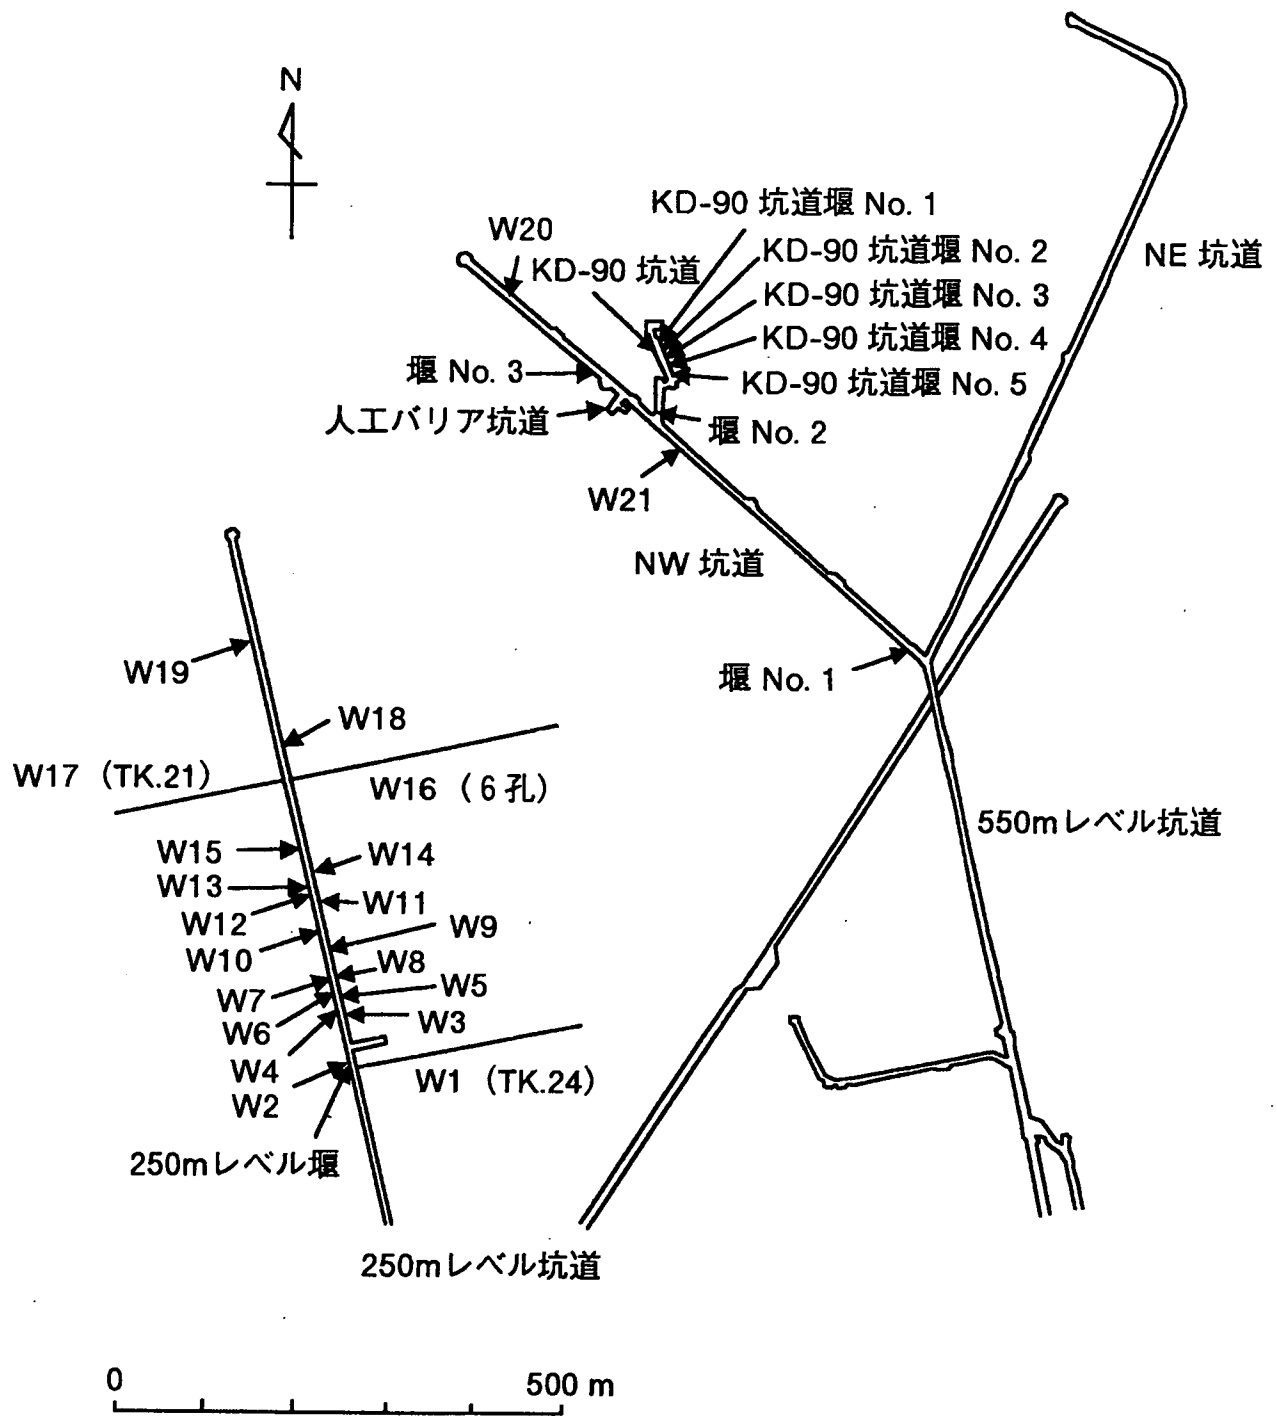 N
KD-90 坑道堰 No. 1
W20
KD-90 坑道堰 No. 2
NE 坑道
KD-90 坑道
KD-90 坑道堰 No. 3
KD-90 坑道堰 No. 4
堰 No. 3
KD-90 坑道堰 No. 5
人工バリア坑道
堰 No. 2
W21
NW 坑道
W19
堰 No. 1
W18
W17 (TK.21)
W16 (6孔)
550mレベル坑道
W15
W14
W13
W11
W12
W9
W10
W8
W7
W5
W6
W3
W4
W1 (TK.24)
W2
250mレベル堰
250mレベル坑道
0
500 m